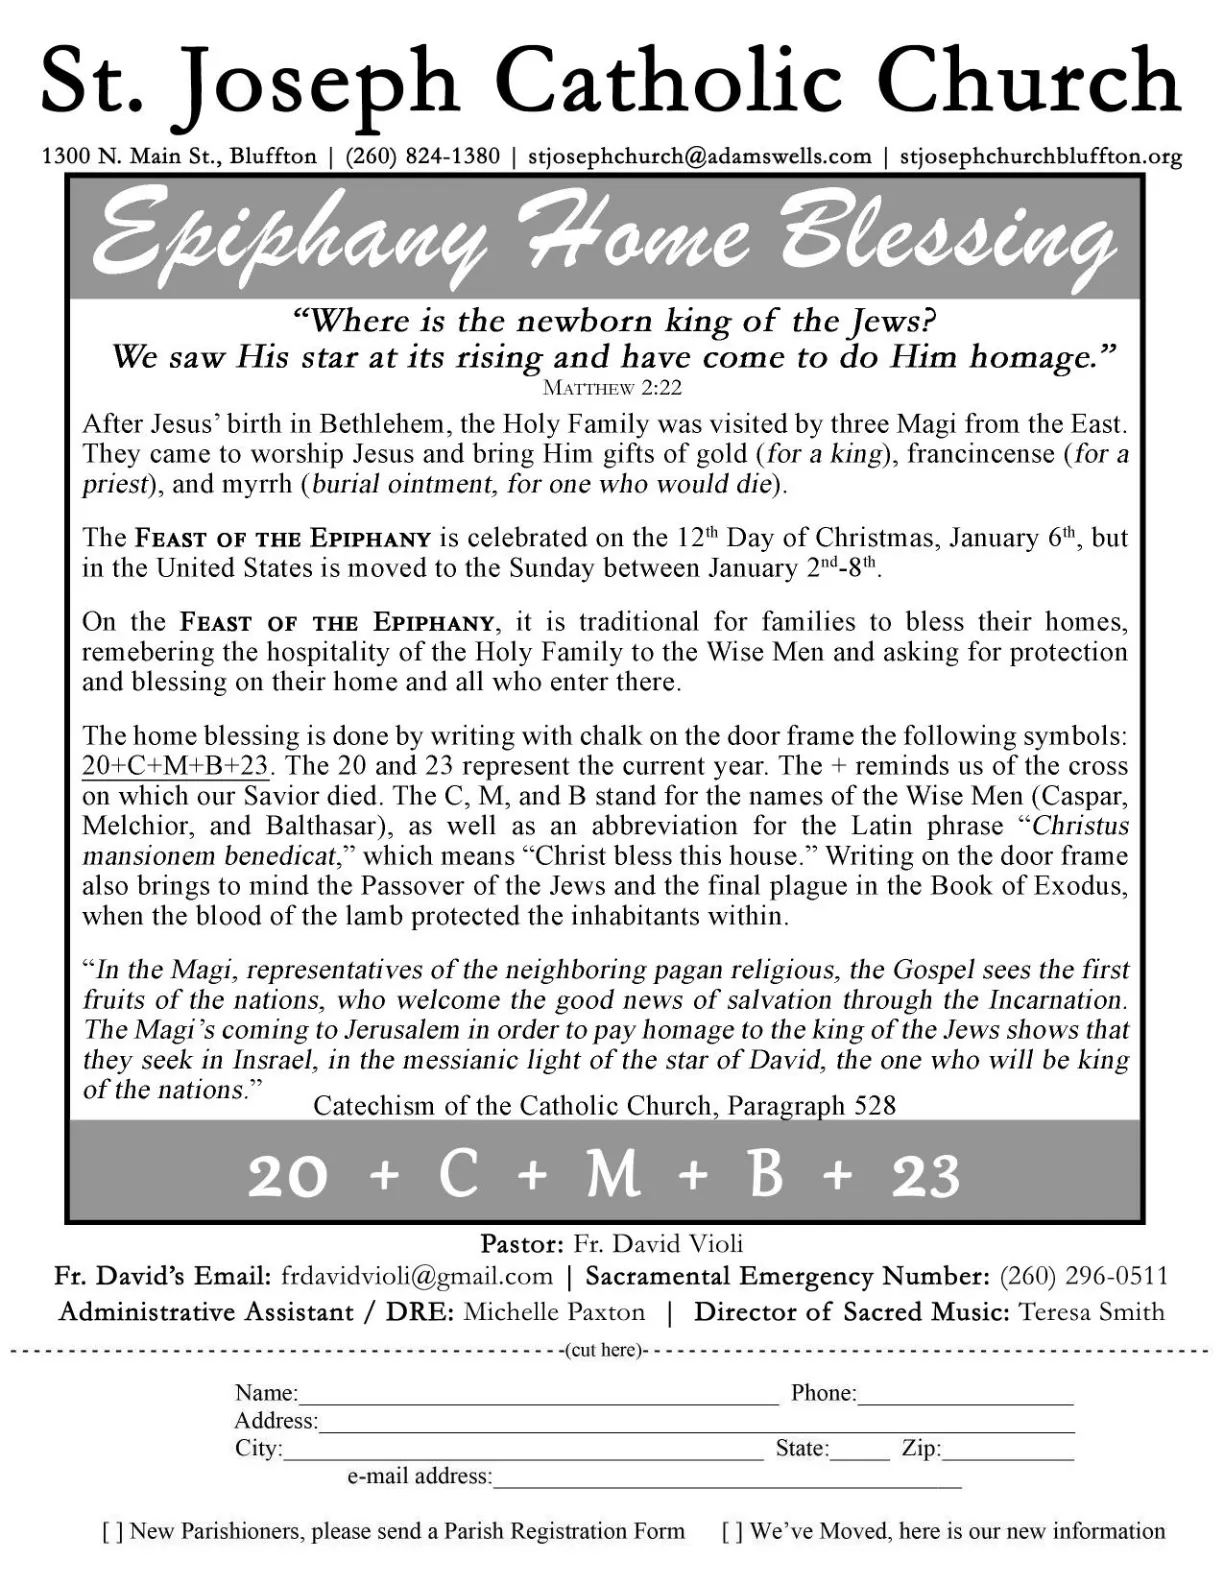 St. Joseph Catholic Church
1300 N. Main St., Bluffton | (260) 824-1380 | stjosephchurch@adamswells.com | stjosephchurchbluffton.org
Epiphany Home Blessing
“Where is the newborn king of the Jews?
We saw His star at its rising and have come to do Him homage.”
Matthew 2:22
After Jesus’ birth in Bethlehem, the Holy Family was visited by three Magi from the East.
They came to worship Jesus and bring Him gifts of gold (for a king), francincense (for a
priest), and myrrh (burial ointment, for one who would die).
The Feast of the Epiphany is celebrated on the 12th Day of Christmas, January 6th, but
in the United States is moved to the Sunday between January 2nd-8th.
On the Feast of the Epiphany, it is traditional for families to bless their homes,
remebering the hospitality of the Holy Family to the Wise Men and asking for protection
and blessing on their home and all who enter there.
The home blessing is done by writing with chalk on the door frame the following symbols:
20+C+M+B+23. The 20 and 23 represent the current year. The + reminds us of the cross
on which our Savior died. The C, M, and B stand for the names of the Wise Men (Caspar,
Melchior, and Balthasar), as well as an abbreviation for the Latin phrase “Christus
mansionem benedicat,” which means “Christ bless this house.” Writing on the door frame
also brings to mind the Passover of the Jews and the final plague in the Book of Exodus,
when the blood of the lamb protected the inhabitants within.
“In the Magi, representatives of the neighboring pagan religious, the Gospel sees the first
fruits of the nations, who welcome the good news of salvation through the Incarnation.
The Magi’s coming to Jerusalem in order to pay homage to the king of the Jews shows that
they seek in Insrael, in the messianic light of the star of David, the one who will be king
of the nations.”
Catechism of the Catholic Church, Paragraph 528
20 + C + M + B + 23
Pastor: Fr. David Violi
Fr. David’s Email: frdavidvioli@gmail.com | Sacramental Emergency Number: (260) 296-0511
Administrative Assistant / DRE: Michelle Paxton | Director of Sacred Music: Teresa Smith
(cut here)
Name: Phone:
Address:
City: State: Zip:
e-mail address:
[ ] New Parishioners, please send a Parish Registration Form [ ] We’ve Moved, here is our new information